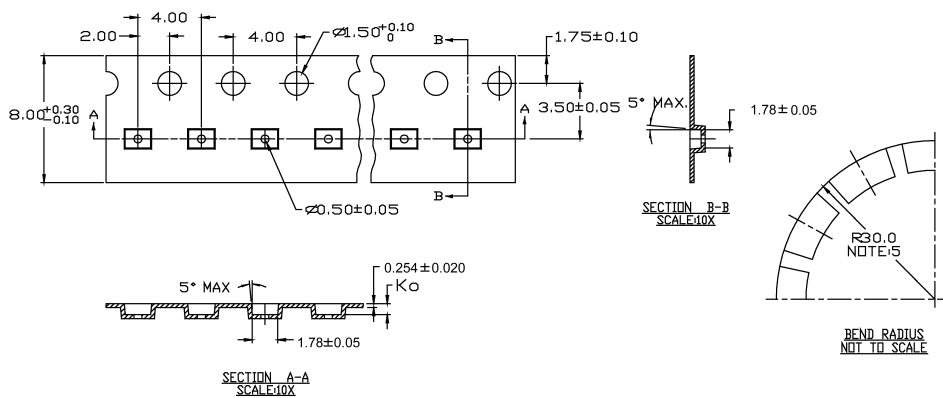 4.00
2.00
4.00
⌀1.50 +0.10 0
B
1.75±0.10
8.00 +0.30 -0.10
A
A
3.50±0.05
⌀0.50±0.05
B
5° MAX.
1.78±0.05
SECTION B-B
SCALE:10X
R30.0
NOTE:5
BEND RADIUS
NOT TO SCALE
5° MAX
0.254±0.020
Ko
1.78±0.05
SECTION A-A
SCALE:10X